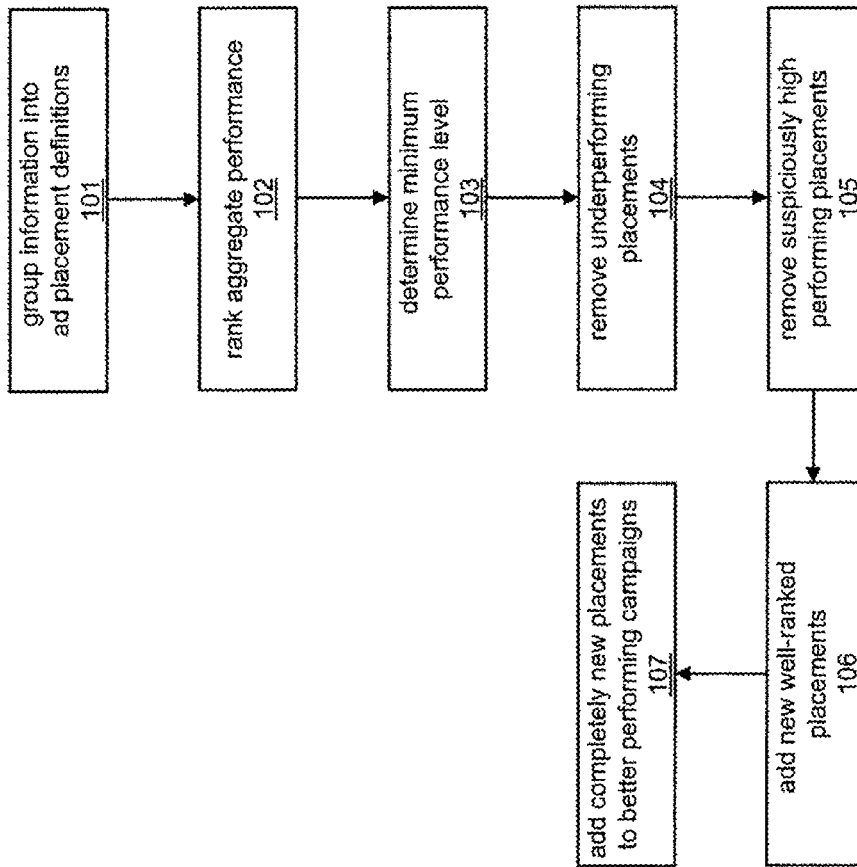 group information into
ad placement definitions
101
rank aggregate performance
102
determine minimum
performance level
103
remove underperforming
placements
104
remove suspiciously high
performing placements
105
add new well-ranked
placements
106
add completely new placements
to better performing campaigns
107